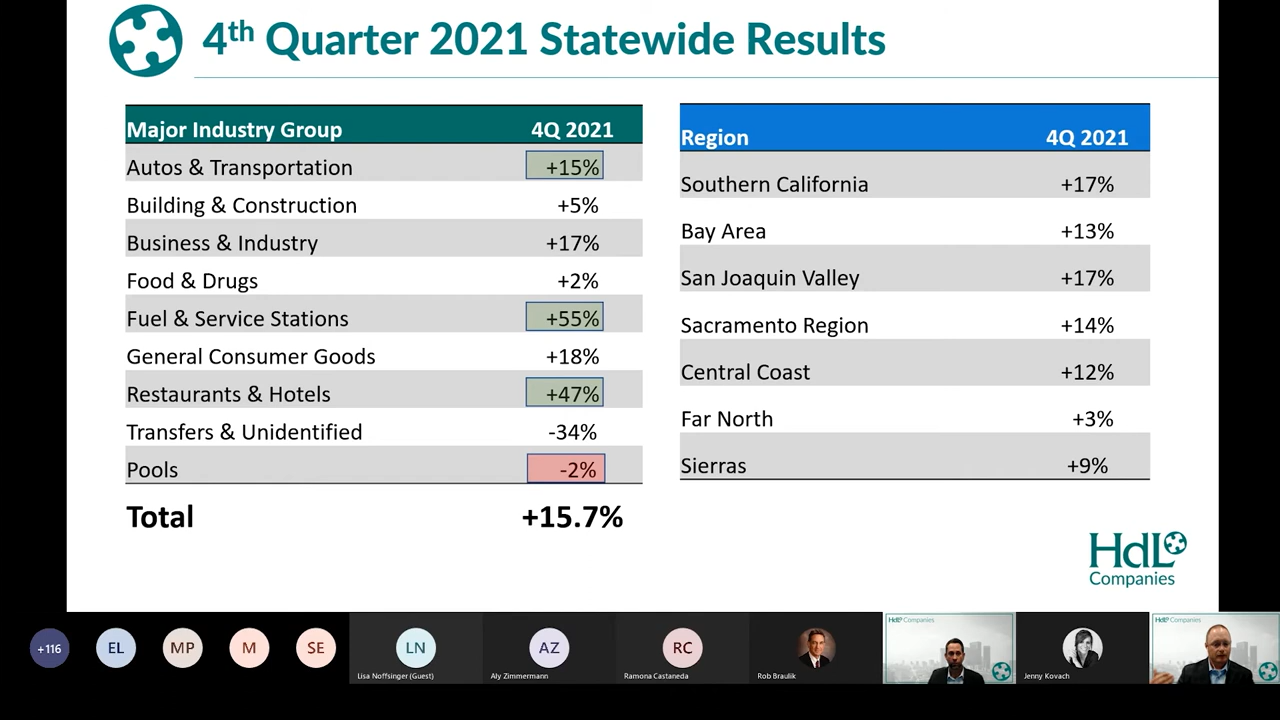 4th Quarter 2021 Statewide Results
Major Industry Group 4Q 2021
Autos & Transportation +15%
Building & Construction +5%
Business & Industry +17%
Food & Drugs +2%
Fuel & Service Stations +55%
General Consumer Goods +18%
Restaurants & Hotels +47%
Transfers & Unidentified -34%
Pools -2%
Total +15.7%
Region 4Q 2021
Southern California +17%
Bay Area +13%
San Joaquin Valley +17%
Sacramento Region +14%
Central Coast +12%
Far North +3%
Sierras +9%
HdL
Companies
+116
EL
MP
M
SE
LN
Lisa Noffsinger (Guest)
AZ
Aly Zimmermann
RC
Ramona Castaneda
Rob Braulik
HdL Companies
Jenny Kovach
HdL Companies